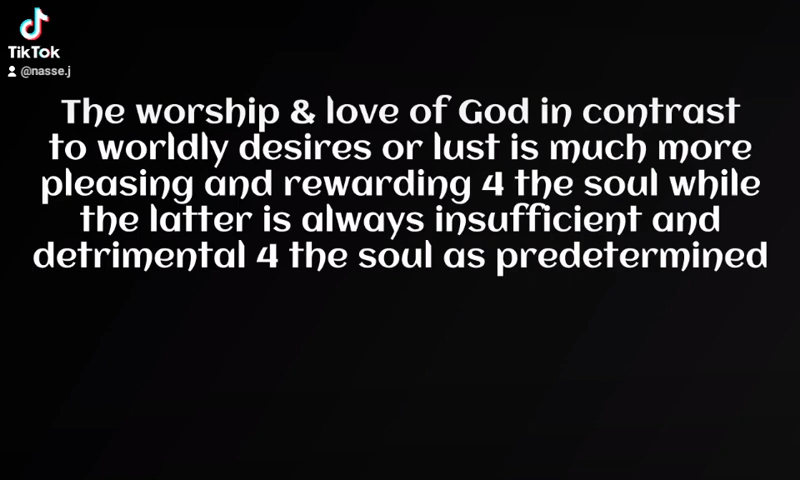 TikTok
@nasse.j
The worship & love of God in contrast
to worldly desires or lust is much more
pleasing and rewarding 4 the soul while
the latter is always insufficient and
detrimental 4 the soul as predetermined